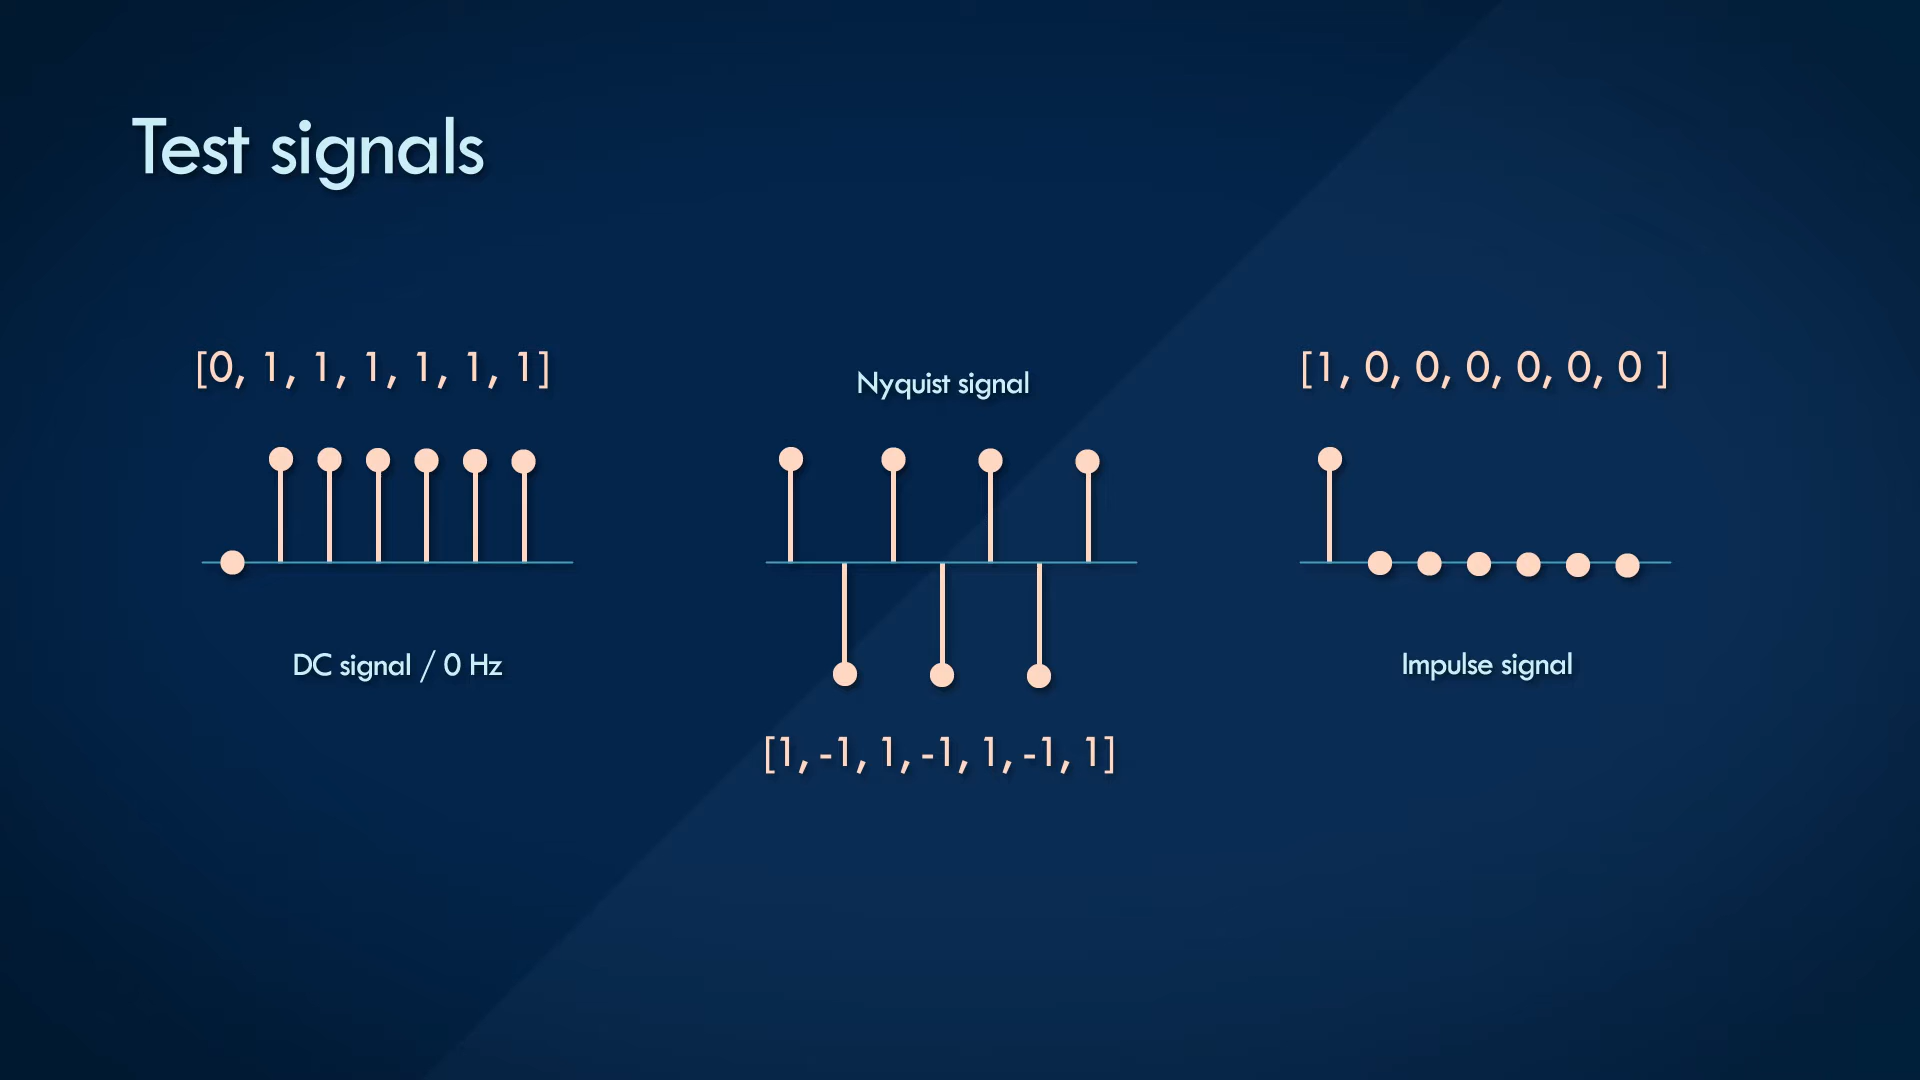 Test signals
[0, 1, 1, 1, 1, 1, 1]
DC signal / 0 Hz
Nyquist signal
[1, -1, 1, -1, 1, -1, 1]
[1, 0, 0, 0, 0, 0, 0 ]
Impulse signal